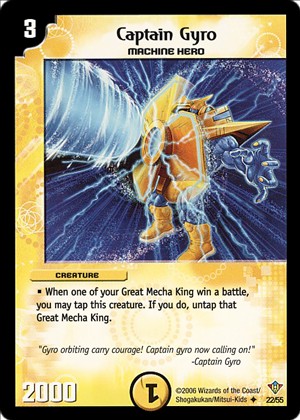 3
Captain Gyro
MACHINE HERO
CREATURE
▪ When one of your Great Mecha King win a battle,
you may tap this creature. If you do, untap that
Great Mecha King.
"Gyro orbiting carry courage! Captain gyro now calling on!"
-Captain Gyro
2000
1
©2006 Wizards of the Coast/
Shogakukan/Mitsui-Kids ✦ 22/55